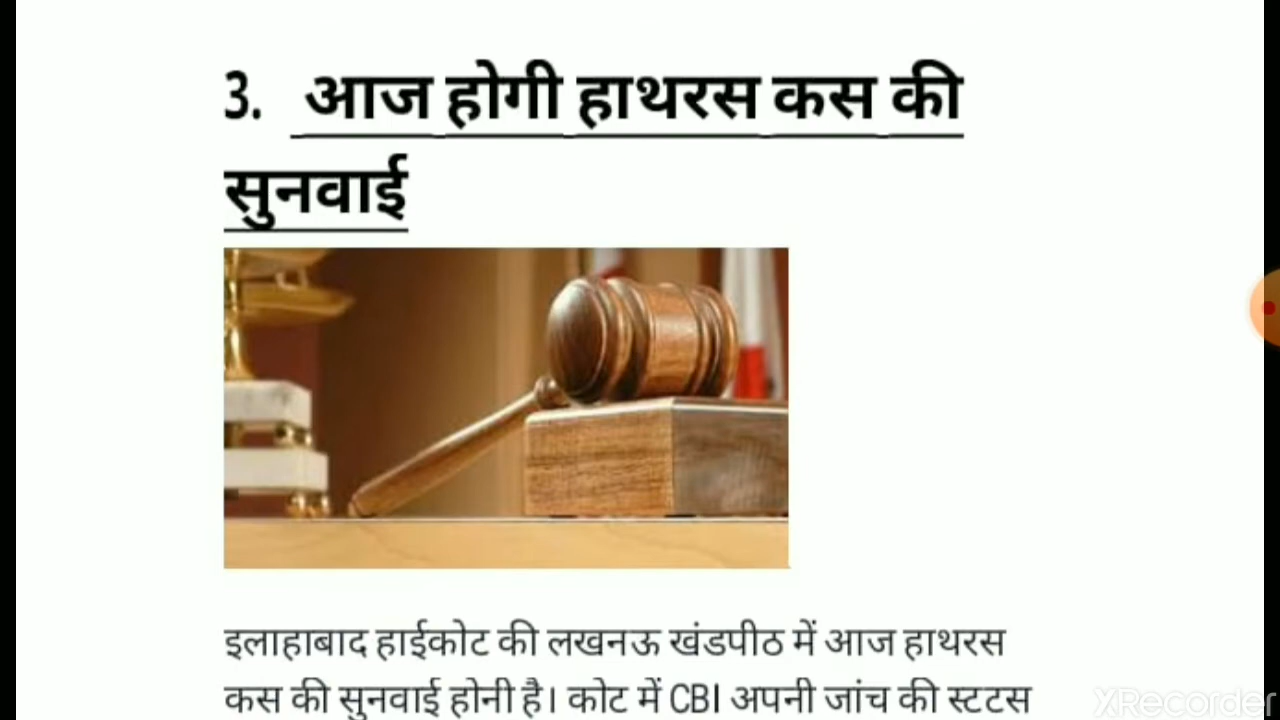 3. आज होगी हाथरस कस की
सुनवाई
इलाहाबाद हाईकोट की लखनऊ खंडपीठ में आज हाथरस
कस की सुनवाई होनी है। कोट में CBI अपनी जांच की स्टटस
XRecorder